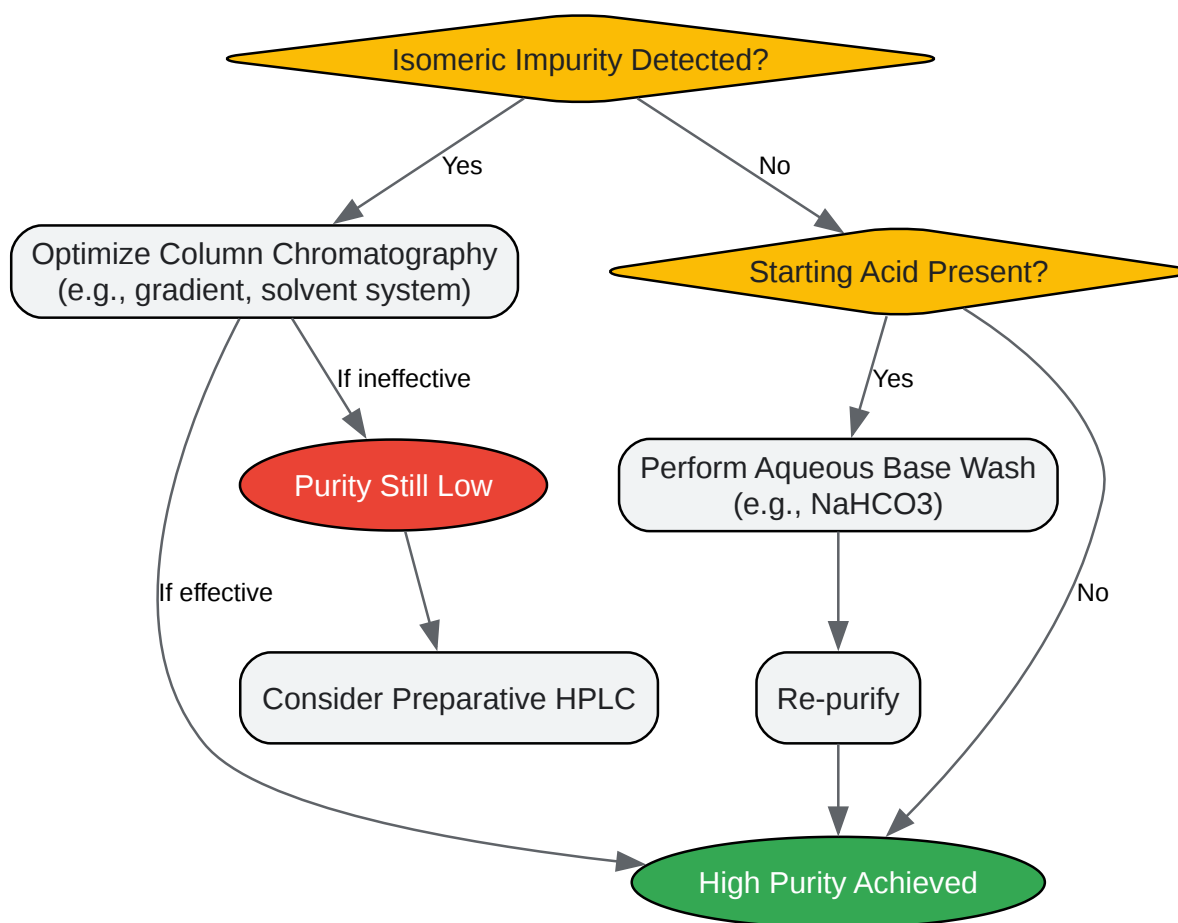 Isomeric Impurity Detected?
Yes
No
Optimize Column Chromatography
(e.g., gradient, solvent system)
Starting Acid Present?
If ineffective
Yes
Purity Still Low
Perform Aqueous Base Wash
(e.g., NaHCO3)
If effective
No
Consider Preparative HPLC
Re-purify
High Purity Achieved